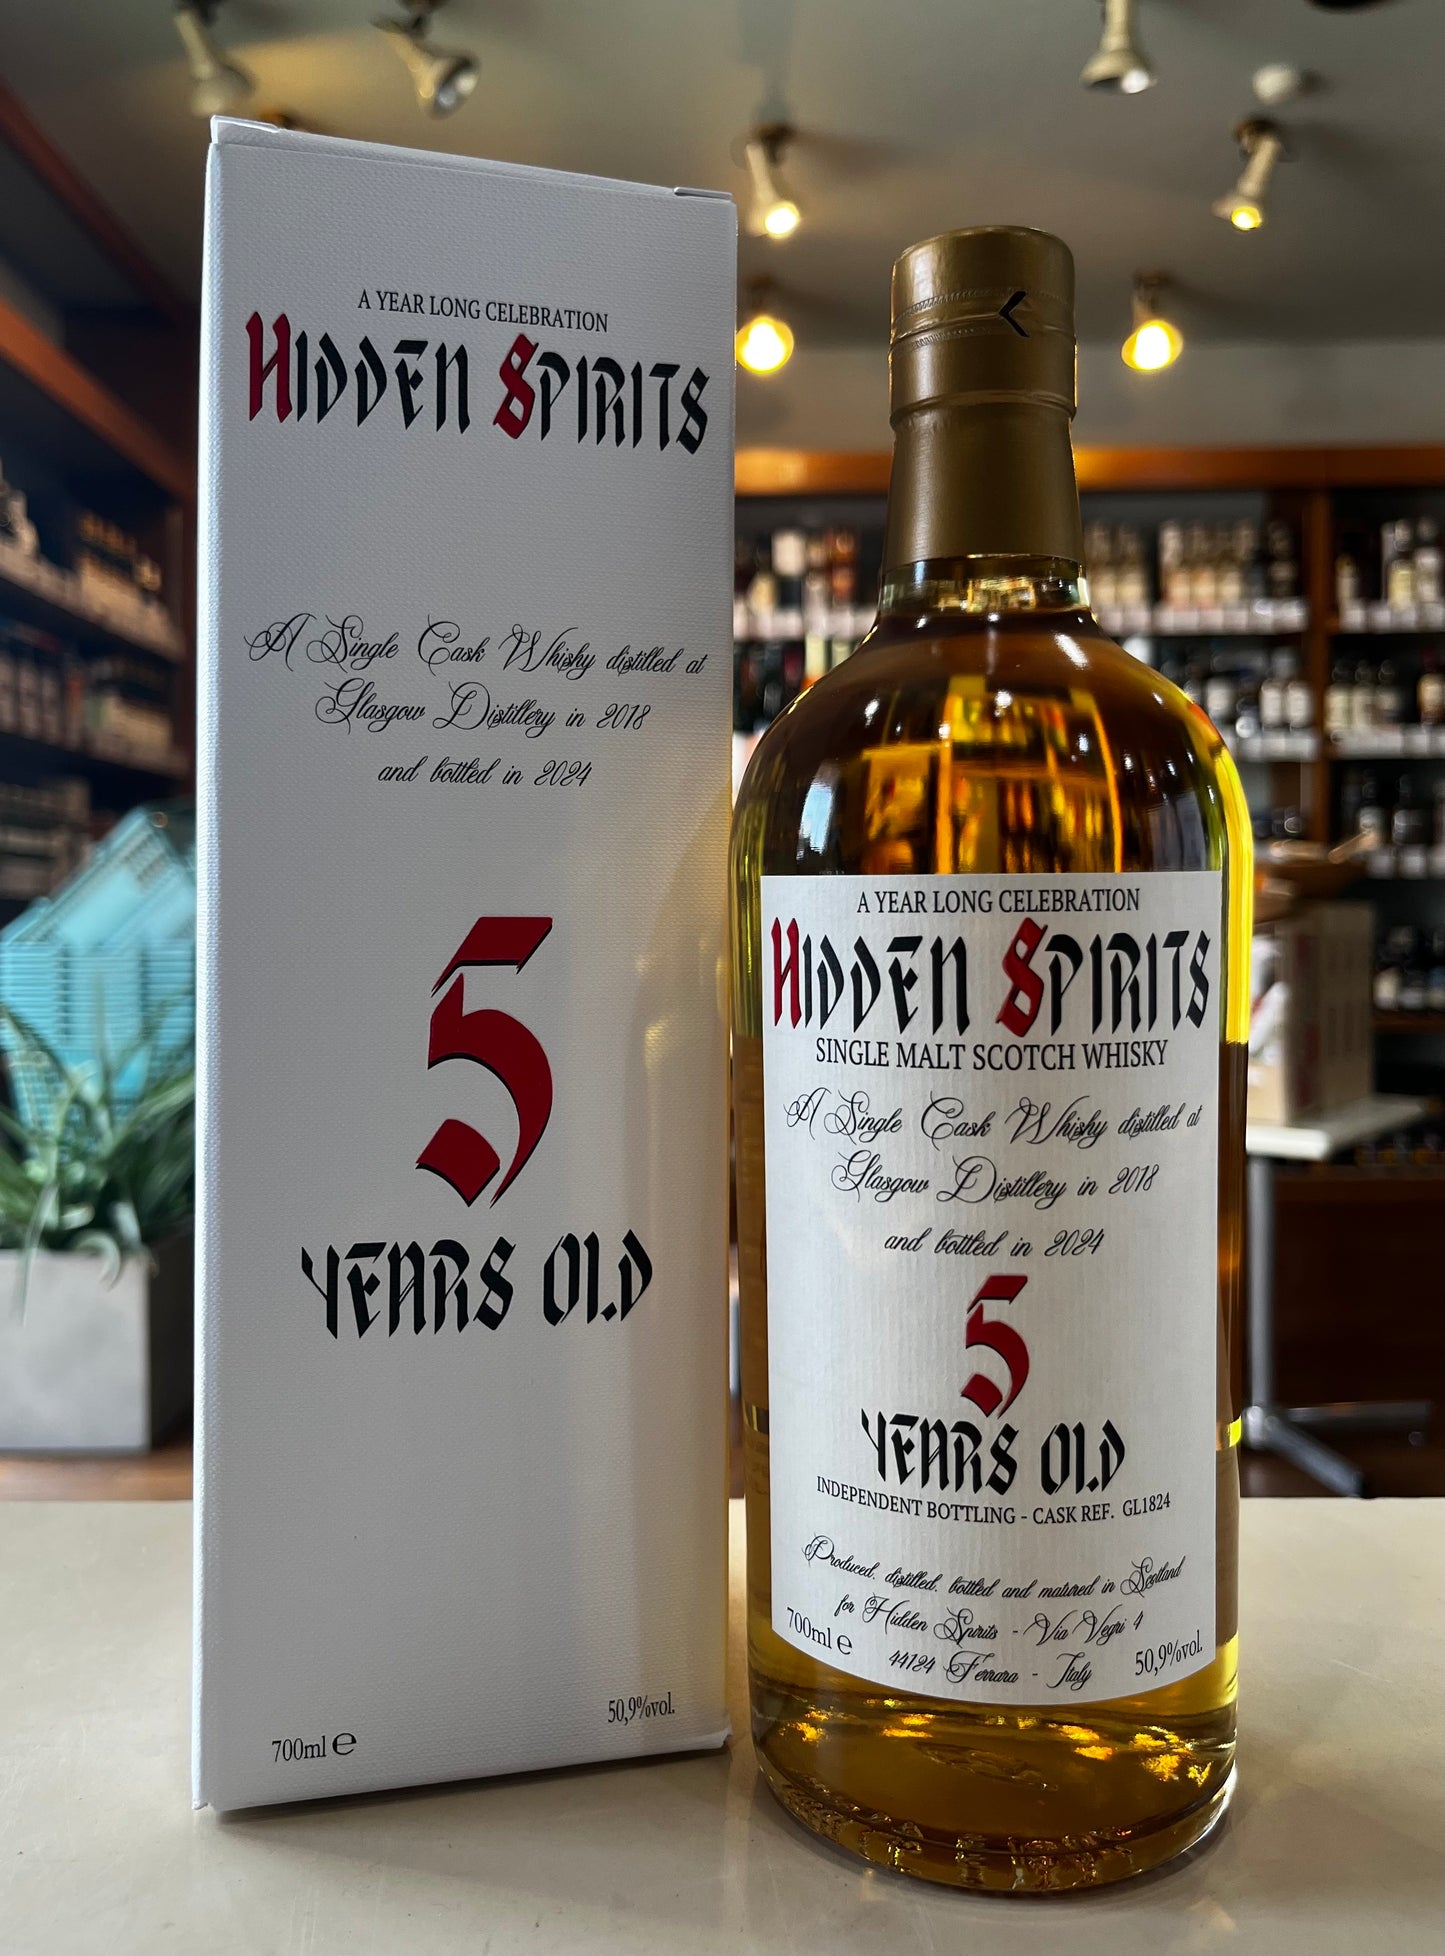 A YEAR LONG CELEBRATION
HIDDEN SPIRITS
A Single Cask Whisky distilled at
Glasgow Distillery in 2018
and bottled in 2024
5
YEARS OLD
50,9%vol.
700ml ℮
A YEAR LONG CELEBRATION
HIDDEN SPIRITS
SINGLE MALT SCOTCH WHISKY
A Single Cask Whisky distilled at
Glasgow Distillery in 2018
and bottled in 2024
5
YEARS OLD
INDEPENDENT BOTTLING - CASK REF. GL1824
Produced, distilled, bottled and matured in Scotland
for Hidden Spirits - Via Vegri 4
44124 Ferrara - Italy
700ml ℮
50,9%vol.